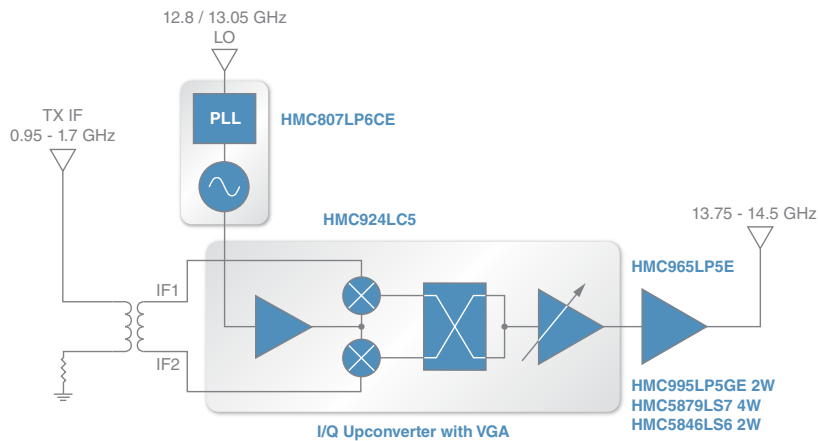 12.8 / 13.05 GHz
LO
TX IF
0.95 - 1.7 GHz
PLL
HMC807LP6CE
HMC924LC5
13.75 - 14.5 GHz
HMC965LP5E
IF1
IF2
HMC995LP5GE 2W
HMC5879LS7 4W
HMC5846LS6 2W
I/Q Upconverter with VGA